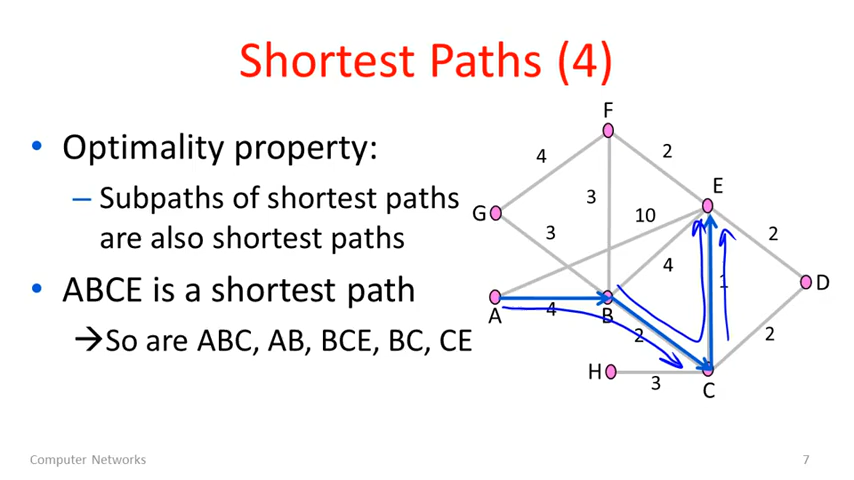 Shortest Paths (4)
• Optimality property:
– Subpaths of shortest paths
are also shortest paths
• ABCE is a shortest path
→So are ABC, AB, BCE, BC, CE
F
4
2
E
3
G
10
3
2
4
1
D
A
4
B
2
2
H
3
C
Computer Networks
7